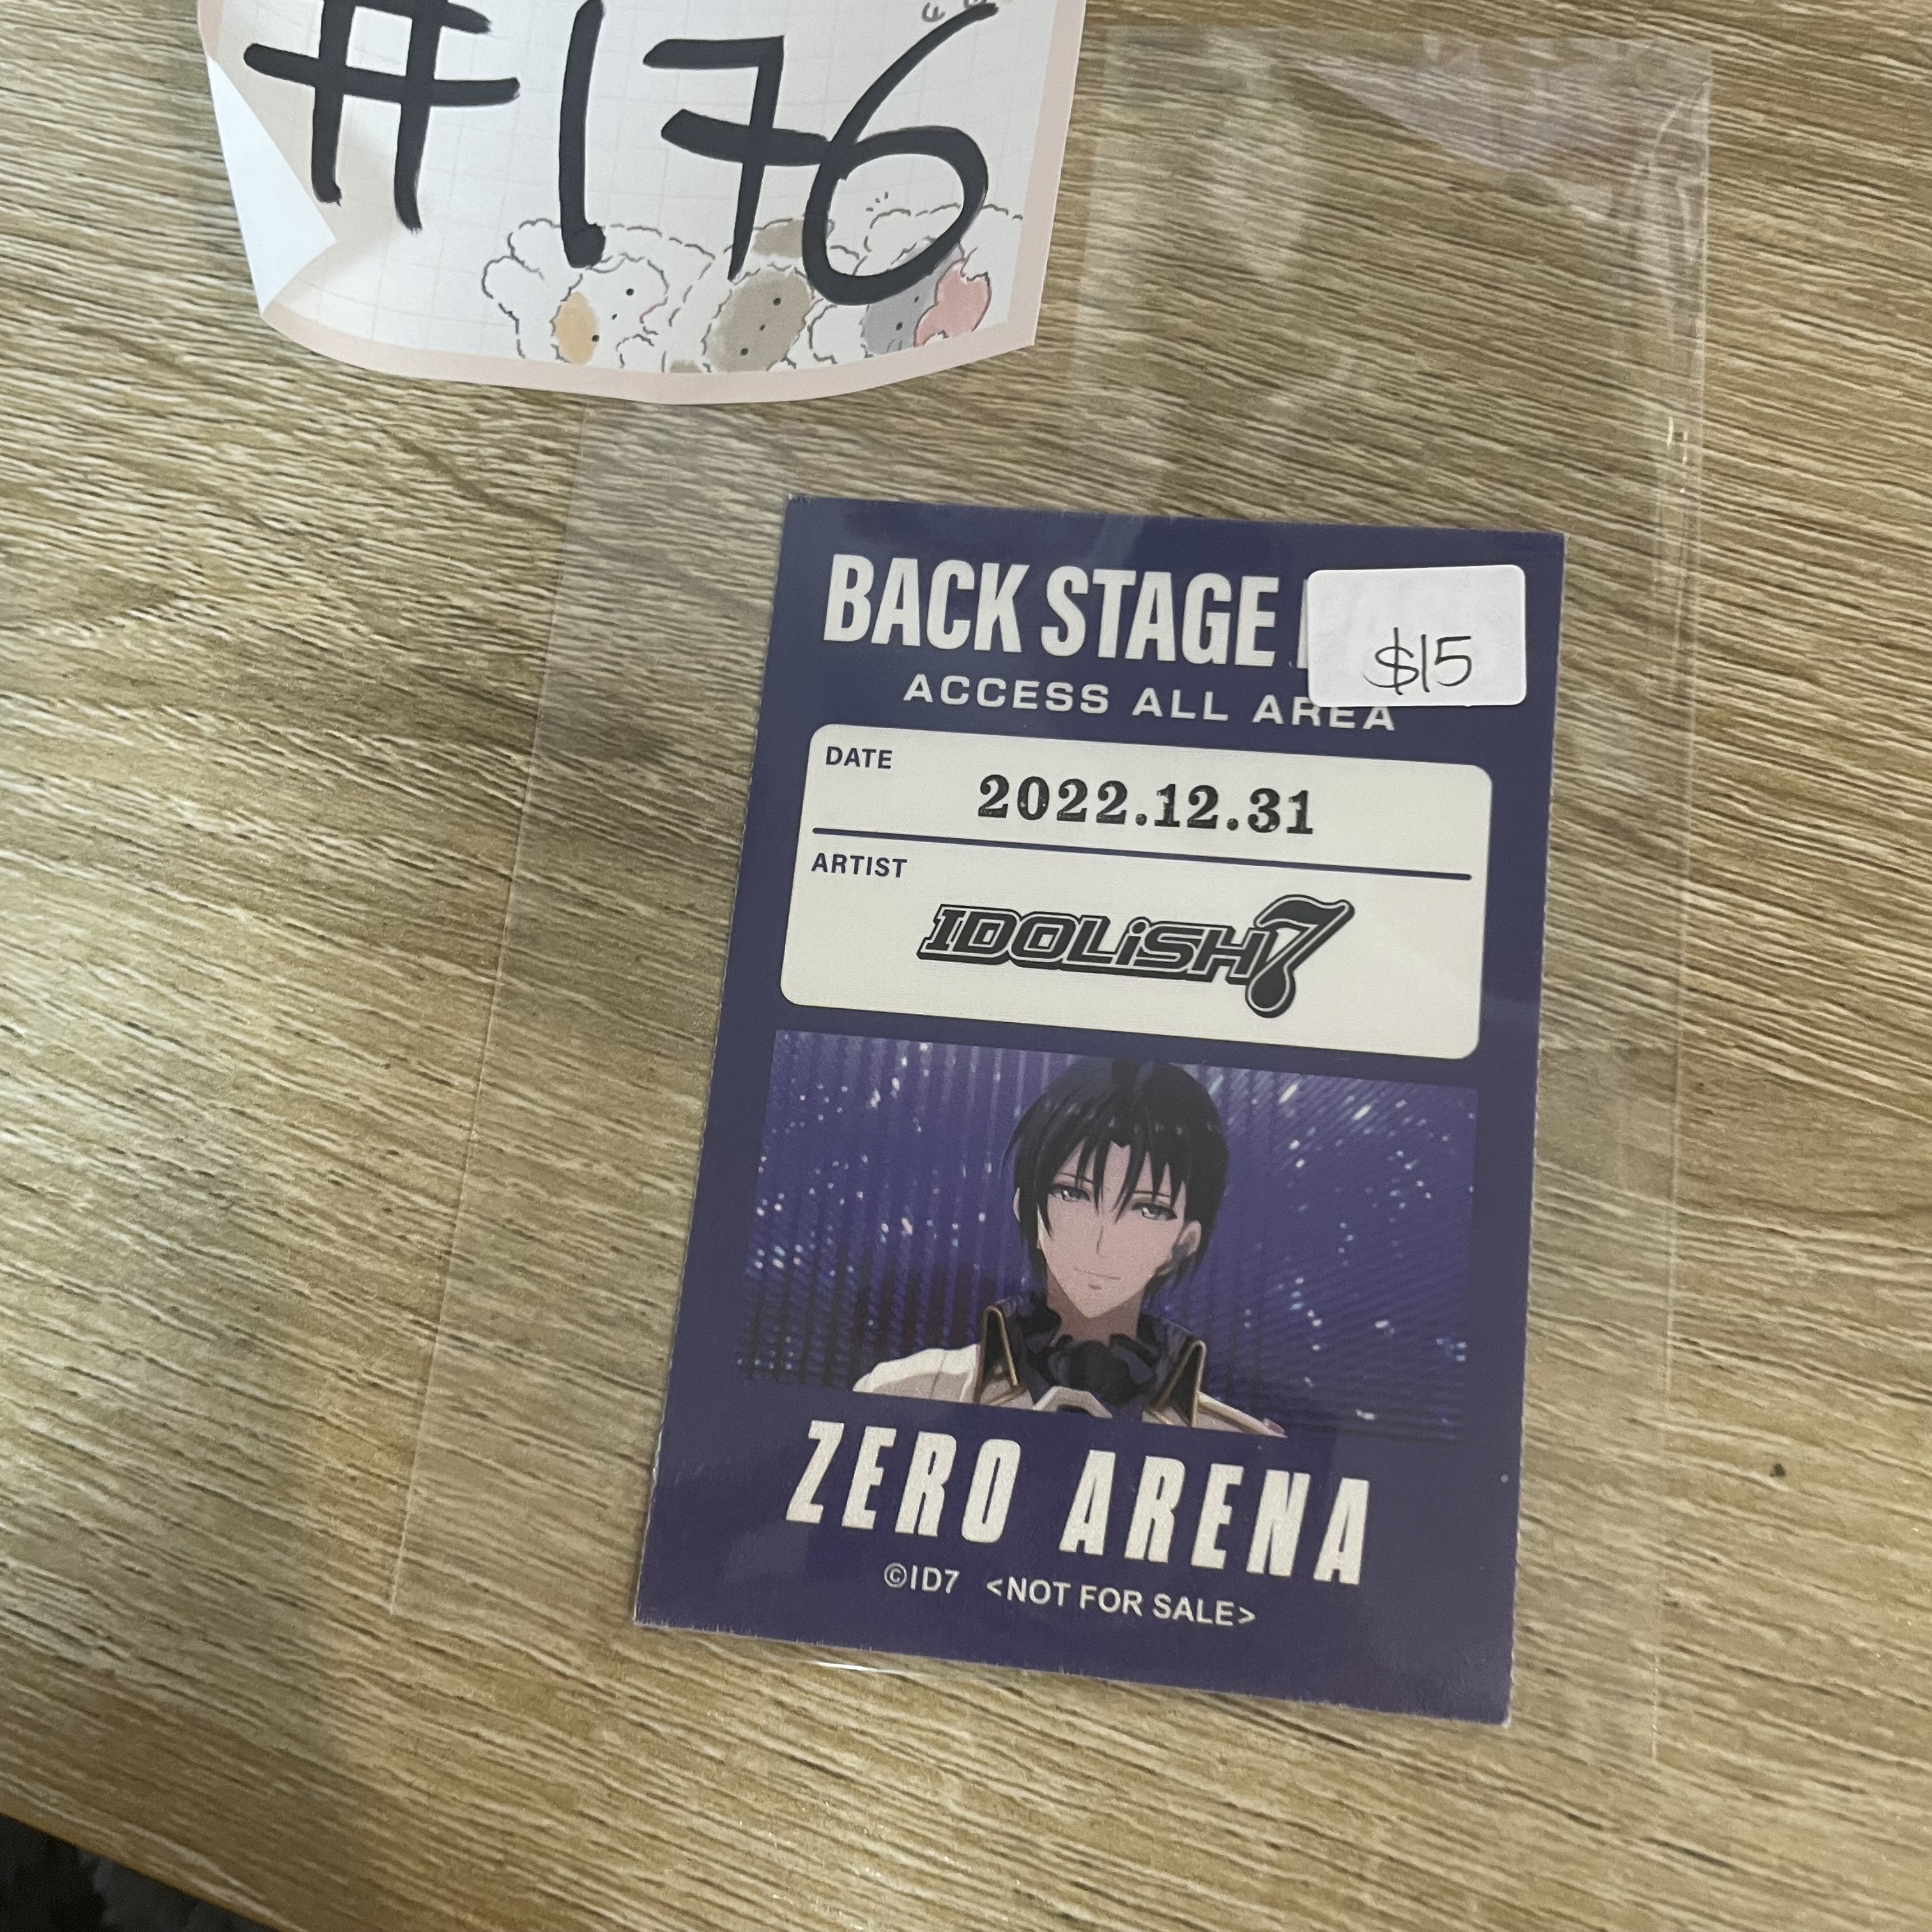 #176
BACK STAGE
$15
ACCESS ALL AREA
DATE
2022.12.31
ARTIST
IDOLiSH7
ZERO ARENA
©ID7 <NOT FOR SALE>